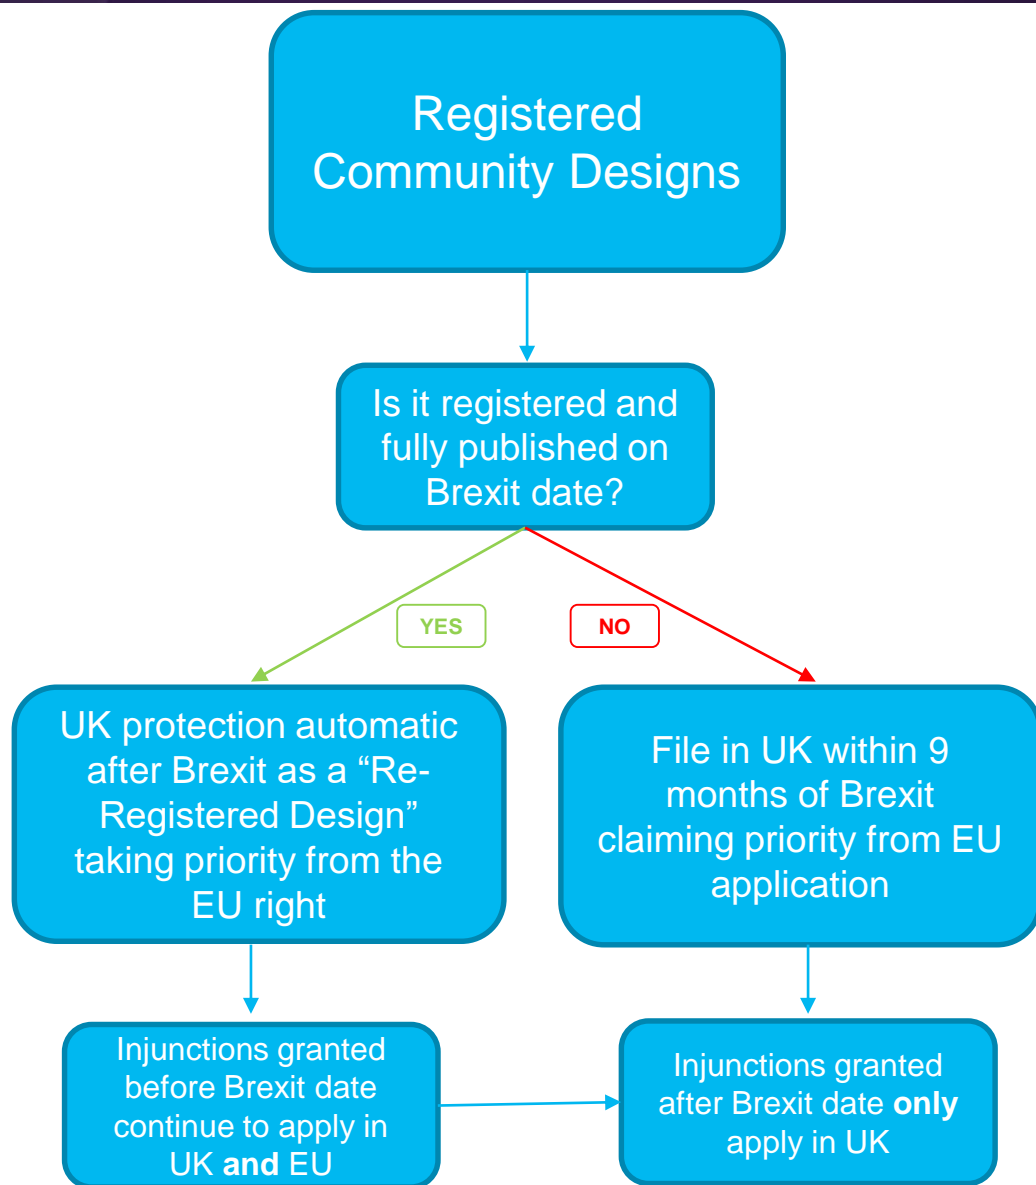 Registered
Community Designs
Is it registered and
fully published on
Brexit date?
YES
NO
UK protection automatic
after Brexit as a “Re-
Registered Design”
taking priority from the
EU right
File in UK within 9
months of Brexit
claiming priority from EU
application
Injunctions granted
before Brexit date
continue to apply in
UK and EU
Injunctions granted
after Brexit date only
apply in UK